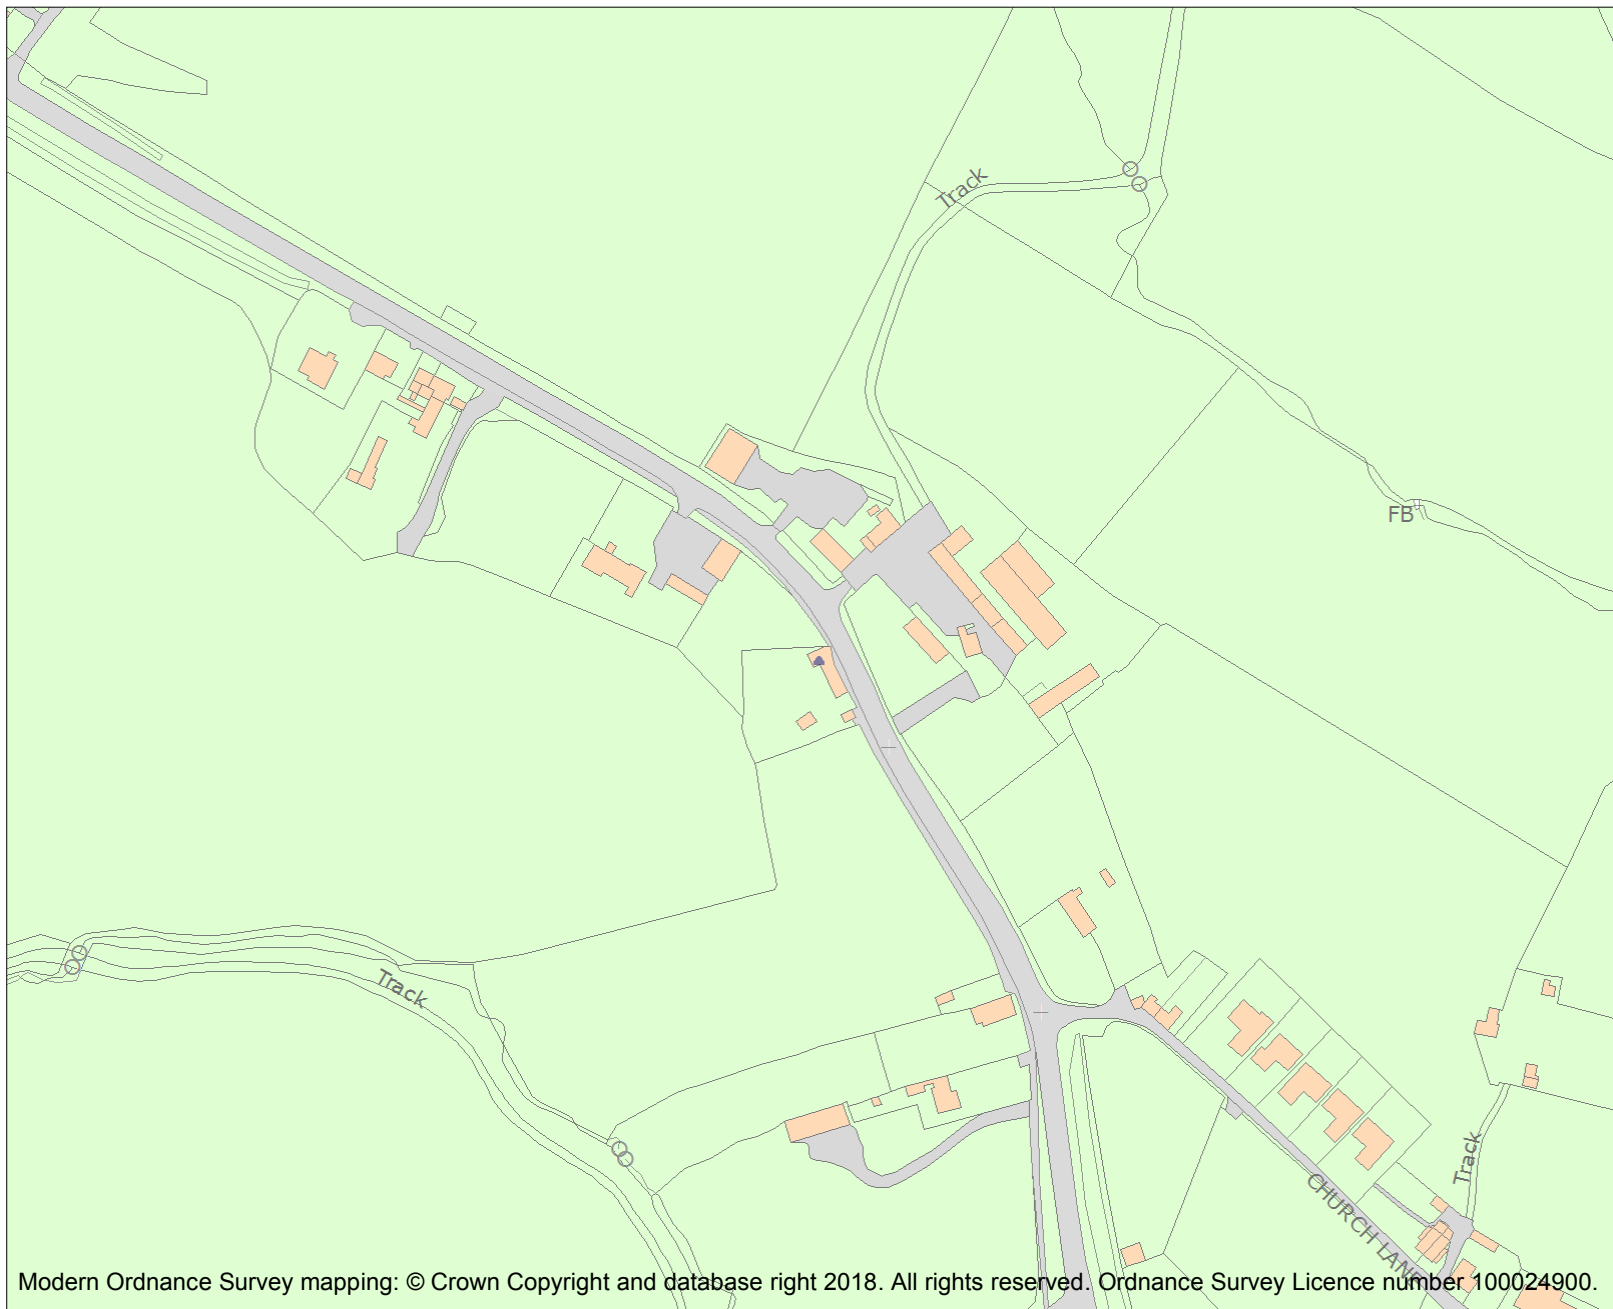 Track
FB
Track
Track
CHURCH LANE
Modern Ordnance Survey mapping: © Crown Copyright and database right 2018. All rights reserved. Ordnance Survey Licence number 100024900.